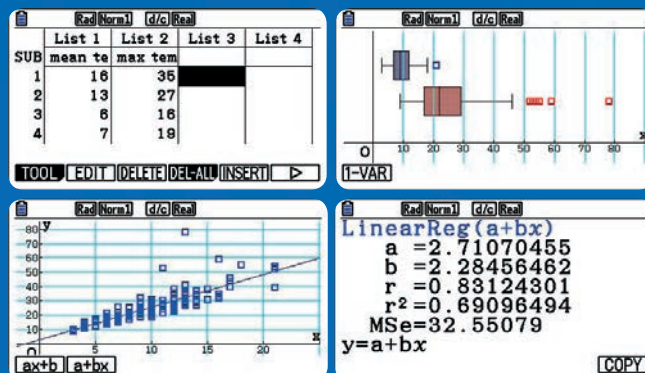 Rad Norm1 d/c Real
List 1 List 2 List 3 List 4
SUB mean te max tem
1 16 35
2 13 27
3 6 16
4 7 19
TOOL EDIT DELETE DEL-ALL INSERT ▷
Rad Norm1 d/c Real
O 10 20 30 40 50 60 70 80 x
1-VAR
Rad Norm1 d/c Real
y
80
70
60
50
40
30
20
10
x
O 5 10 15 20
ax+b a+bx
Rad Norm1 d/c Real
LinearReg(a+bx)
a =2.71070455
b =2.28456462
r =0.83124301
r²=0.69096494
MSe=32.55079
y=a+bx
COPY